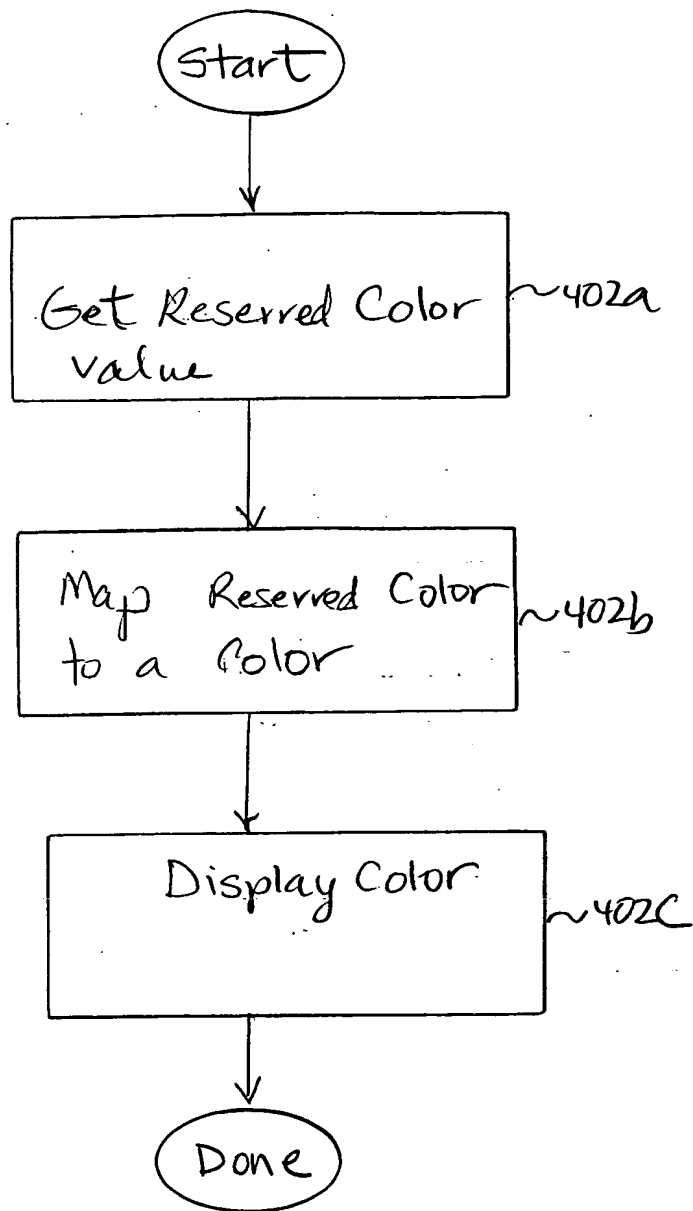 Start
Get Reserved Color
value
~402a
Map Reserved Color
to a Color
~402b
Display Color
~402C
Done